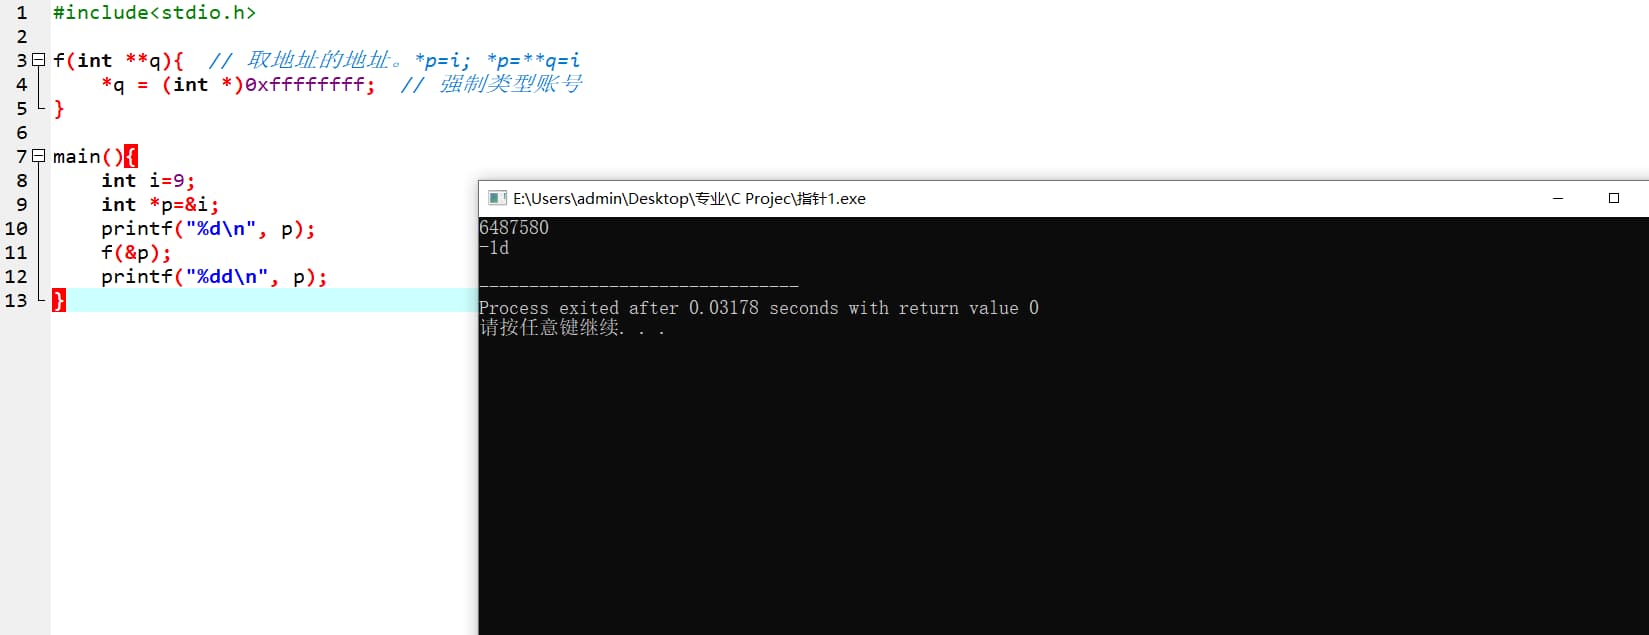 1 #include<stdio.h>
2
3 f(int **q){ // 取地址的地址。*p=i; *p=**q=i
4 *q = (int *)0xffffffff; // 强制类型账号
5 }
6
7 main(){
8 int i=9;
9 int *p=&i;
10 printf("%d\n", p);
11 f(&p);
12 printf("%dd\n", p);
13 }
E:\Users\admin\Desktop\专业\C Projec\指针1.exe
6487580
-1d
--------------------------------
Process exited after 0.03178 seconds with return value 0
请按任意键继续. . .